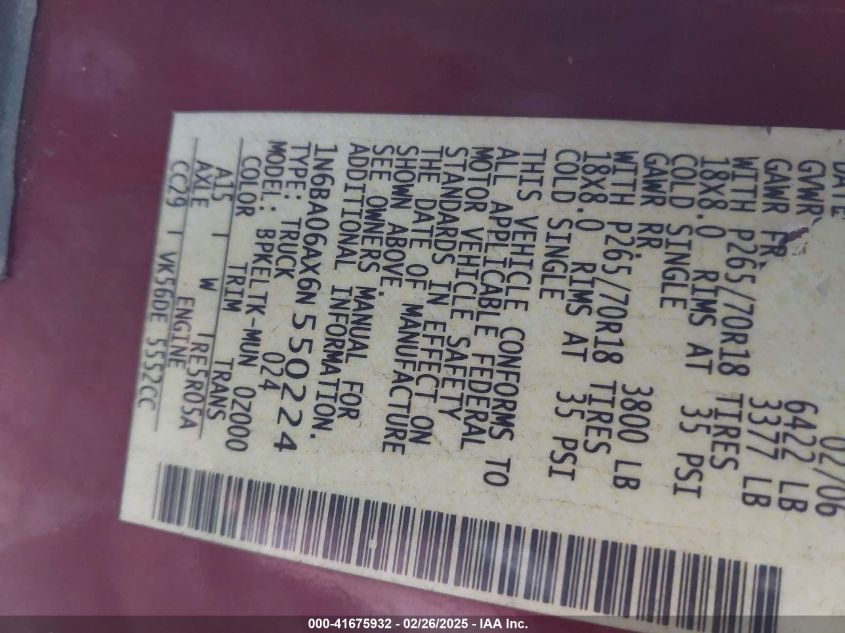 DATE 02/06
GVWR 6422 LB
GAWR FR 3377 LB
WITH P265/70R18 TIRES
18X8.0 RIMS AT 35 PSI
COLD SINGLE
GAWR RR 3800 LB
WITH P265/70R18 TIRES
18X8.0 RIMS AT 35 PSI
COLD SINGLE
THIS VEHICLE CONFORMS TO
ALL APPLICABLE FEDERAL
MOTOR VEHICLE SAFETY
STANDARDS IN EFFECT ON
THE DATE OF MANUFACTURE
SHOWN ABOVE.
SEE OWNERS MANUAL FOR
ADDITIONAL INFORMATION.
1N6BA06AX6N550224
TYPE: TRUCK 024
MODEL: BPKELTK-MUN 0Z000
COLOR TRIM TRANS
A15 | W |RE5R05A
AXLE ENGINE
CC29 | VK56DE 5552CC
000-41675932 - 02/26/2025 - IAA Inc.